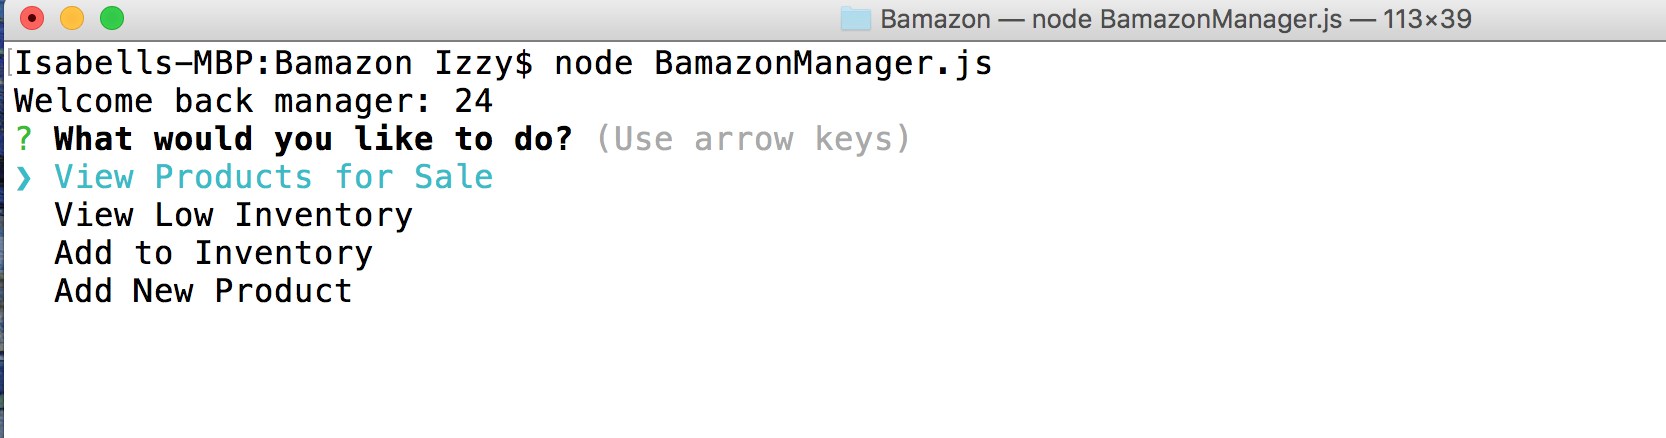 Bamazon — node BamazonManager.js — 113×39
[Isabells-MBP:Bamazon Izzy$ node BamazonManager.js
Welcome back manager: 24
? What would you like to do? (Use arrow keys)
❯ View Products for Sale
View Low Inventory
Add to Inventory
Add New Product